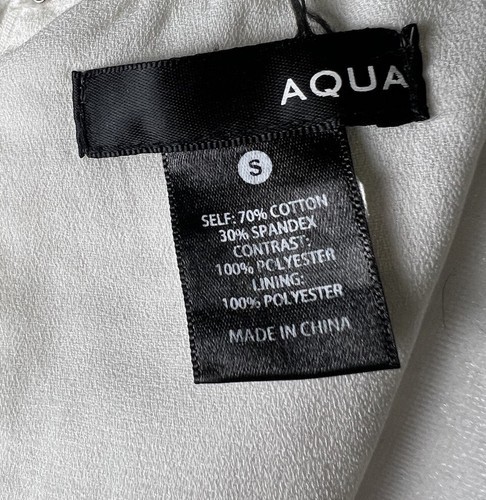 AQUA
S
SELF: 70% COTTON
30% SPANDEX
CONTRAST:
100% POLYESTER
LINING:
100% POLYESTER
MADE IN CHINA